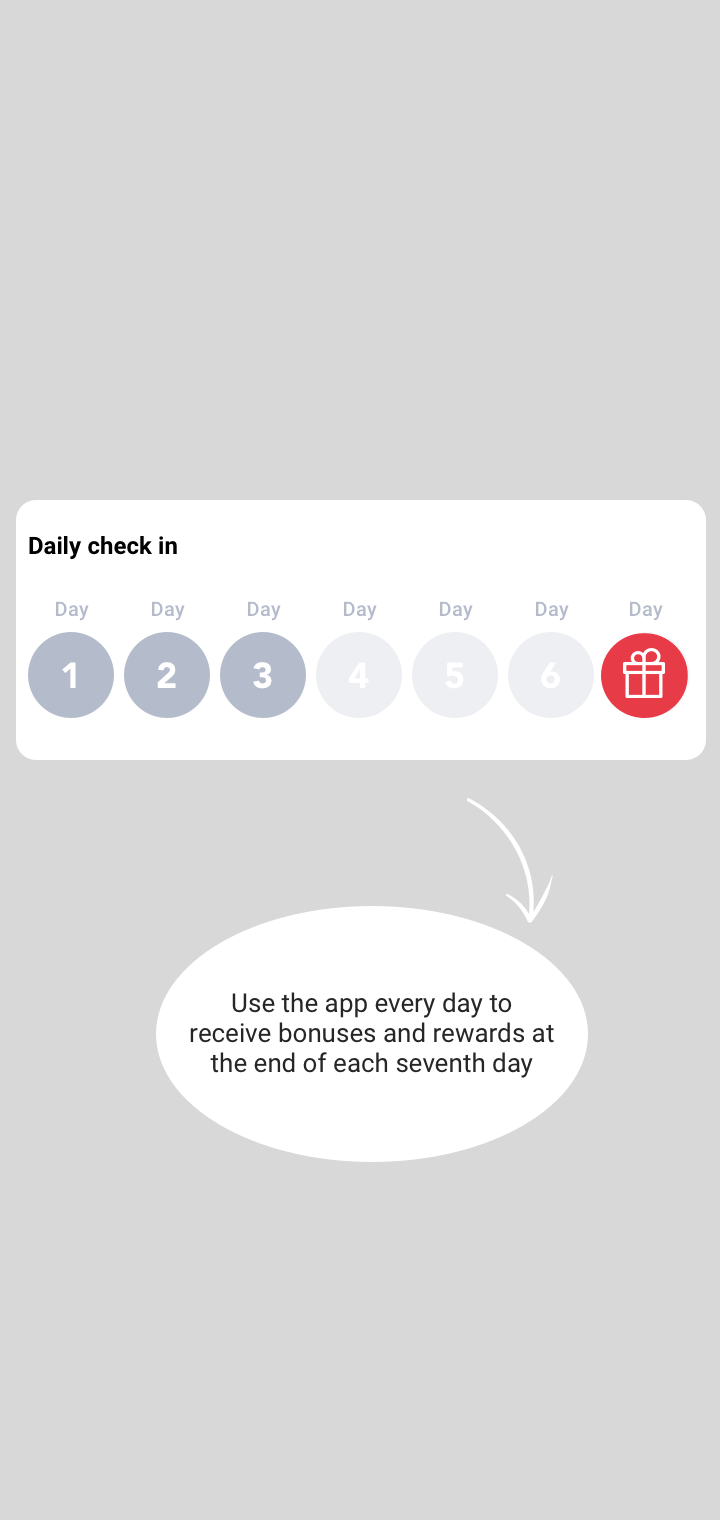 Daily check in
Day Day Day Day Day Day Day
1 2 3 4 5 6
Use the app every day to
receive bonuses and rewards at
the end of each seventh day